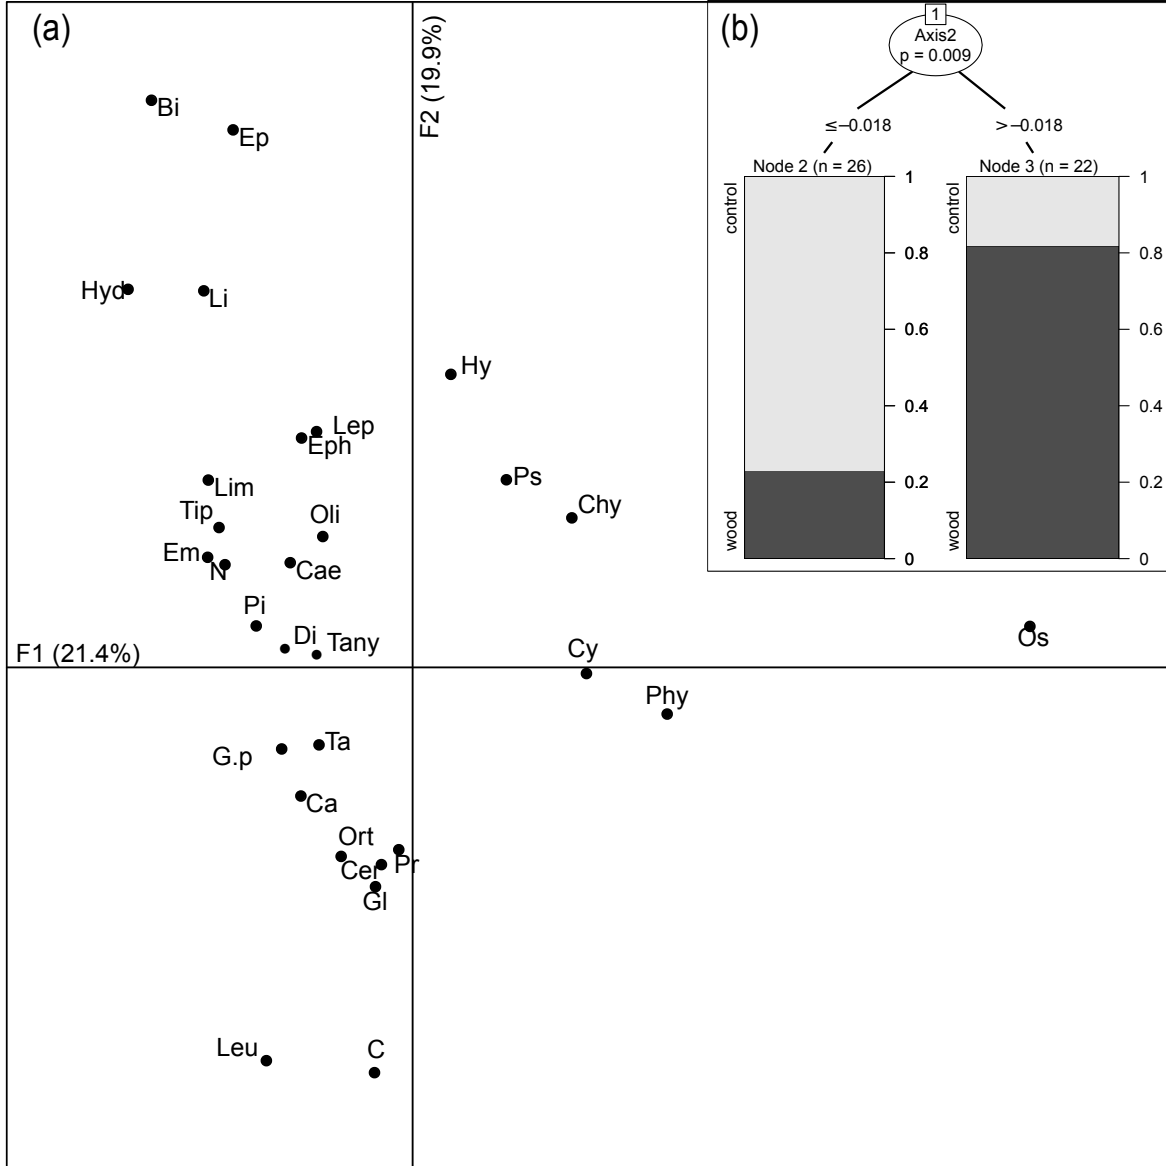 (a)
F2 (19.9%)
Bi
Ep
Hyd
Li
Hy
Lep
Eph
Ps
Lim
Chy
Tip
Oli
Em
N
Cae
Pi
Di
Tany
F1 (21.4%)
Cy
Os
Phy
G.p
Ta
Ca
Ort
Cer
Pr
Gl
Leu
C
(b)
1
Axis2
p = 0.009
≤−0.018
>−0.018
Node 2 (n = 26)
control
wood
1
0.8
0.6
0.4
0.2
0
Node 3 (n = 22)
control
wood
1
0.8
0.6
0.4
0.2
0